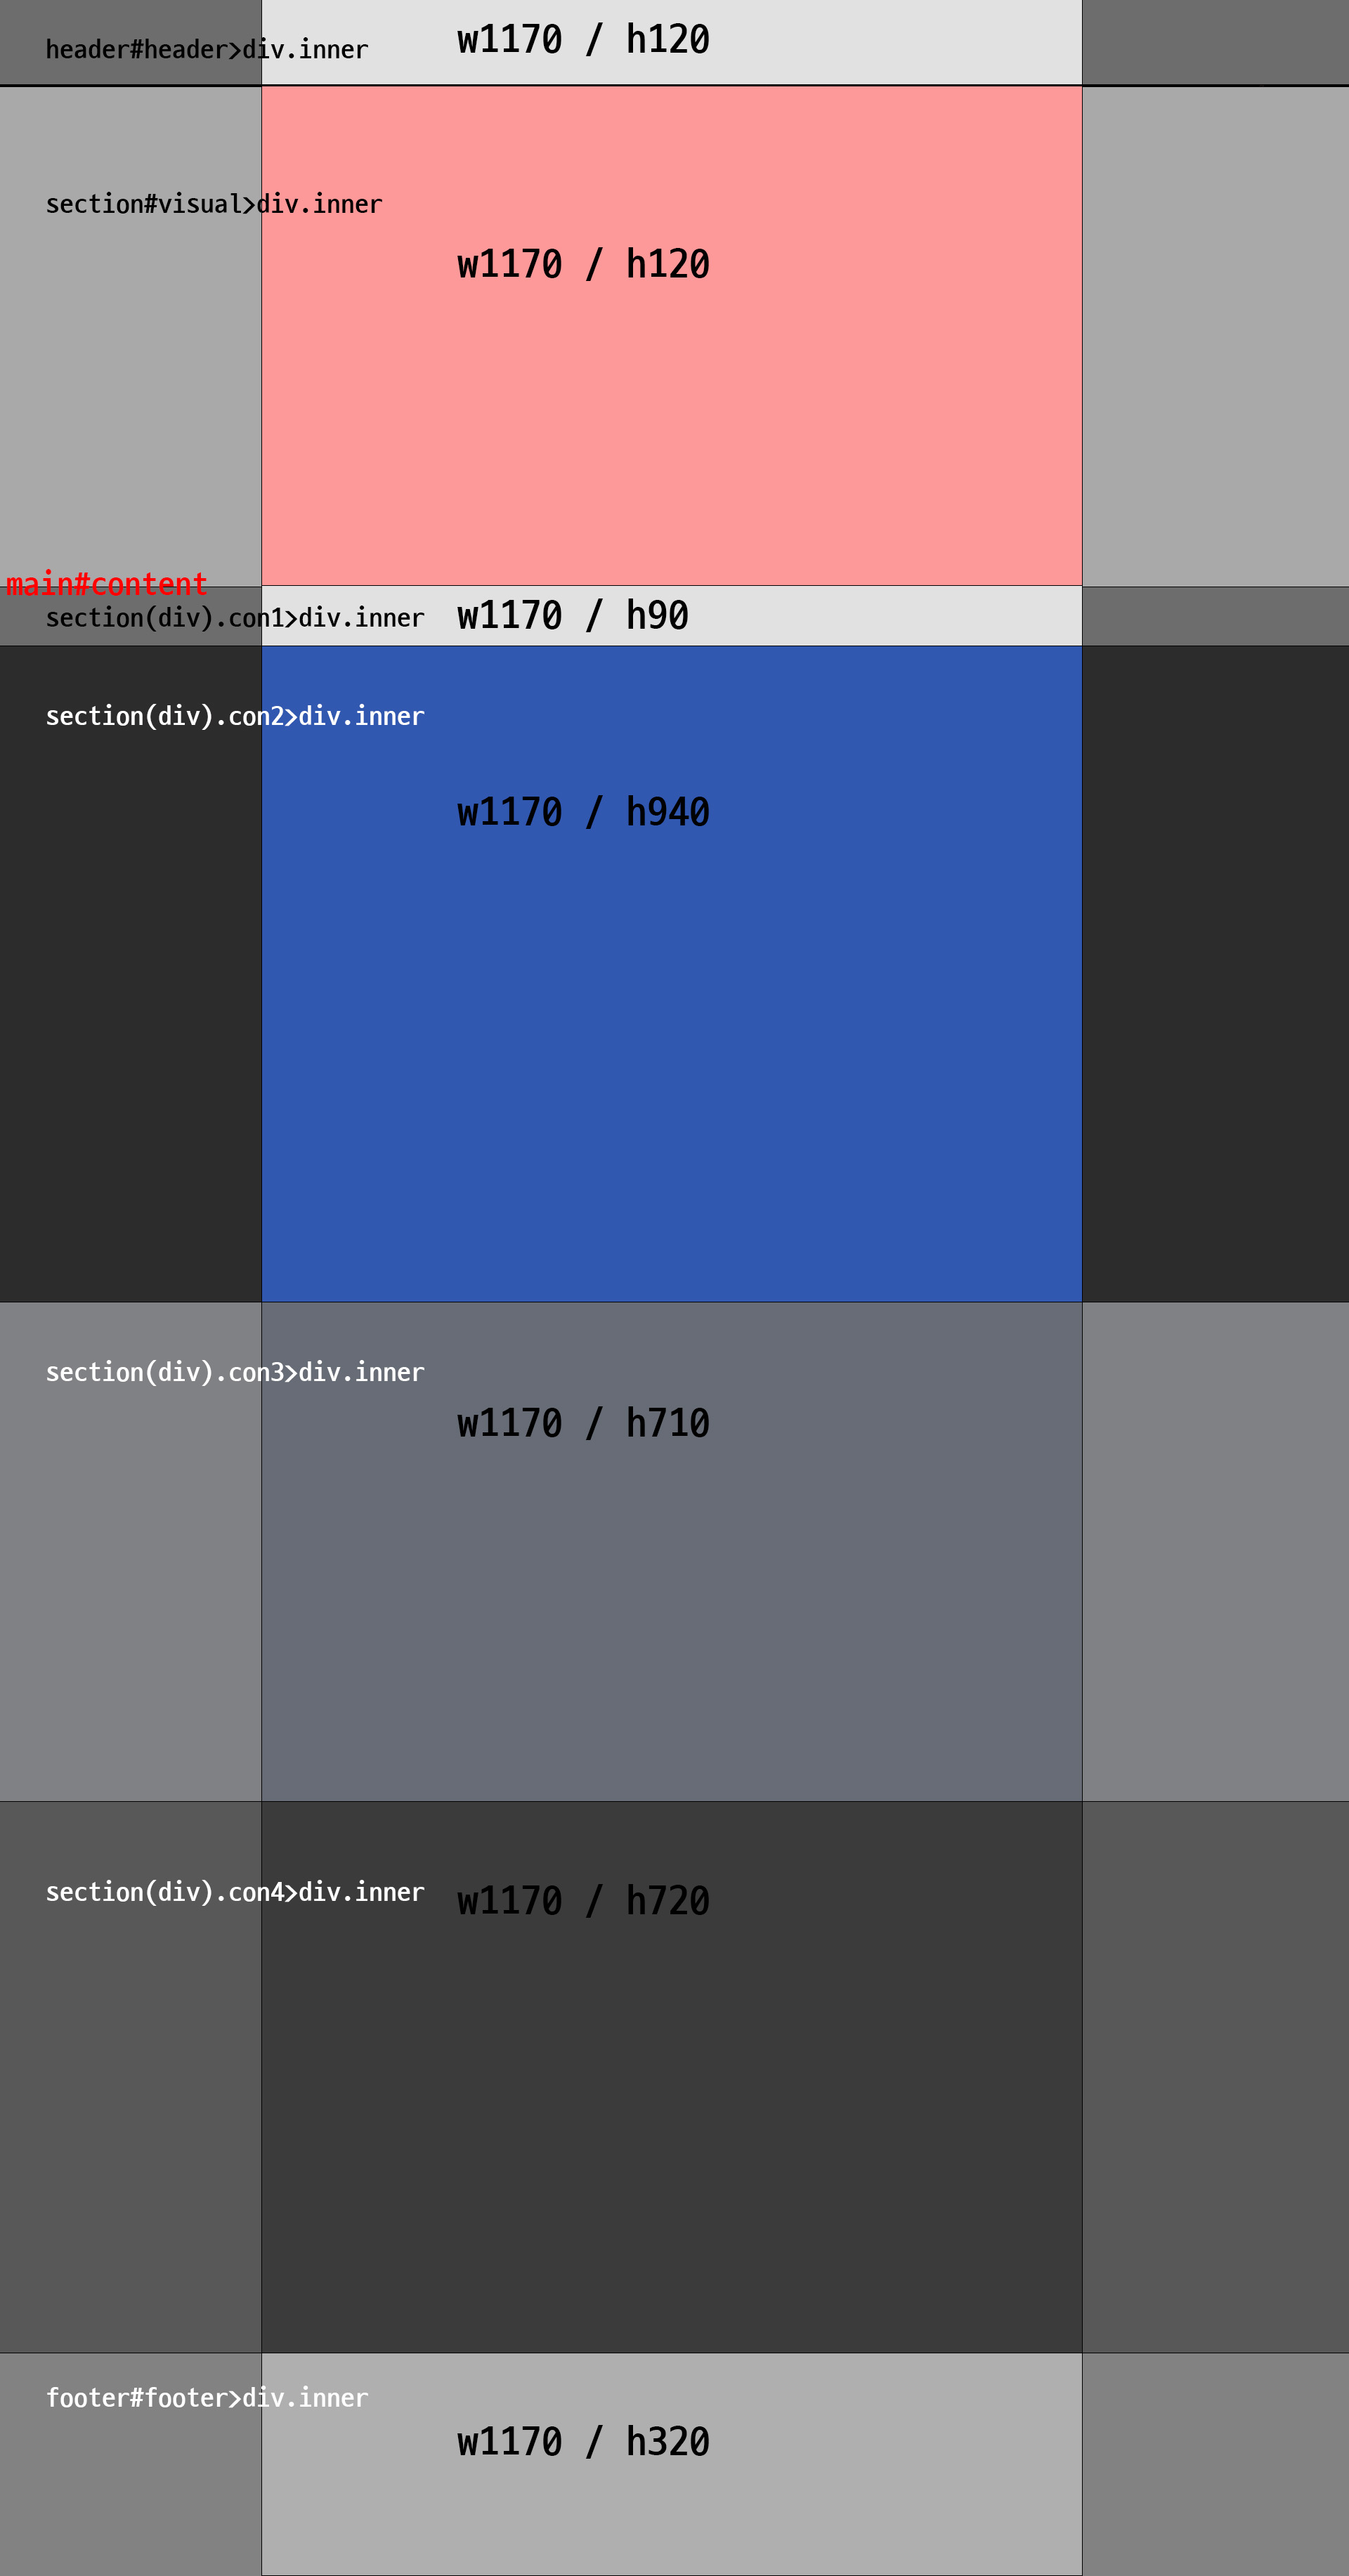 header#header>div.inner
w1170 / h120
section#visual>div.inner
w1170 / h120
main#content
section(div).con1>div.inner
w1170 / h90
section(div).con2>div.inner
w1170 / h940
section(div).con3>div.inner
w1170 / h710
section(div).con4>div.inner
w1170 / h720
footer#footer>div.inner
w1170 / h320